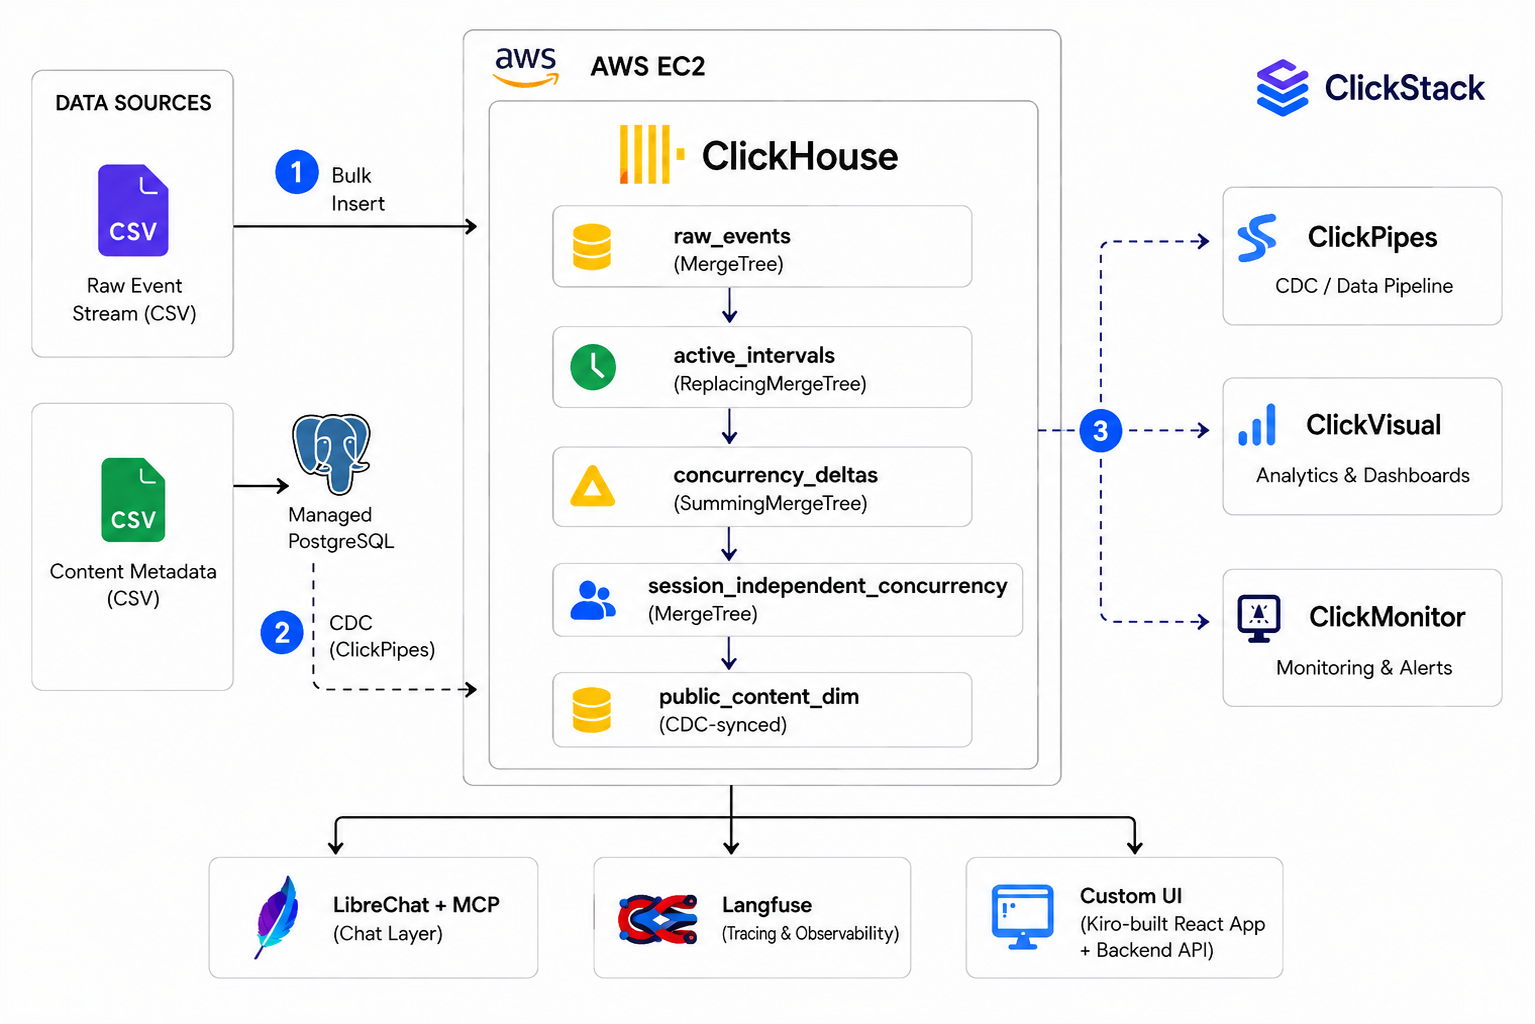 DATA SOURCES
CSV
Raw Event
Stream (CSV)
1
Bulk
Insert
CSV
Content Metadata
(CSV)
Managed
PostgreSQL
2
CDC
(ClickPipes)
aws
AWS EC2
ClickHouse
raw_events
(MergeTree)
active_intervals
(ReplacingMergeTree)
concurrency_deltas
(SummingMergeTree)
session_independent_concurrency
(MergeTree)
public_content_dim
(CDC-synced)
3
ClickStack
ClickPipes
CDC / Data Pipeline
ClickVisual
Analytics & Dashboards
ClickMonitor
Monitoring & Alerts
LibreChat + MCP
(Chat Layer)
Langfuse
(Tracing & Observability)
Custom UI
(Kiro-built React App
+ Backend API)